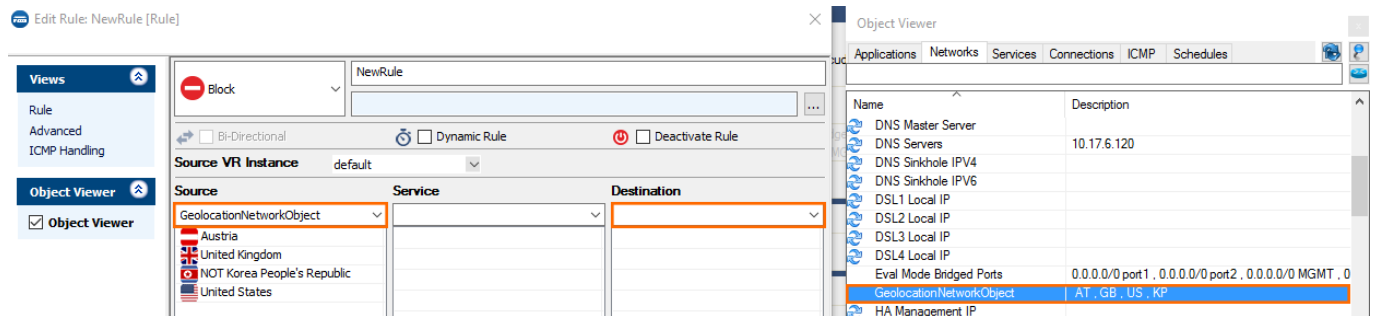 Edit Rule: NewRule [Rule]
Views
Rule
Advanced
ICMP Handling
Object Viewer
Object Viewer
Block
NewRule
...
Bi-Directional
Dynamic Rule
Deactivate Rule
Source VR Instance
default
Source
Service
Destination
GeolocationNetworkObject
Austria
United Kingdom
NOT Korea People's Republic
United States
Object Viewer
Applications Networks Services Connections ICMP Schedules
Name Description
DNS Master Server
DNS Servers 10.17.6.120
DNS Sinkhole IPV4
DNS Sinkhole IPV6
DSL1 Local IP
DSL2 Local IP
DSL3 Local IP
DSL4 Local IP
Eval Mode Bridged Ports 0.0.0.0/0 port1 , 0.0.0.0/0 port2 , 0.0.0.0/0 MGMT , 0
GeolocationNetworkObject AT , GB , US , KP
HA Management IP